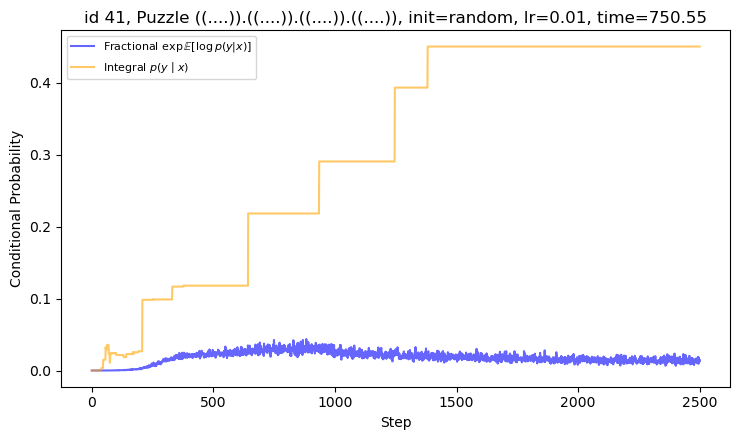 id 41, Puzzle ((....)).((....)).((....)).((....)), init=random, lr=0.01, time=750.55
Fractional exp𝔼[log p(y|x)]
Integral p(y | x)
Conditional Probability
0.4
0.3
0.2
0.1
0.0
0 500 1000 1500 2000 2500
Step